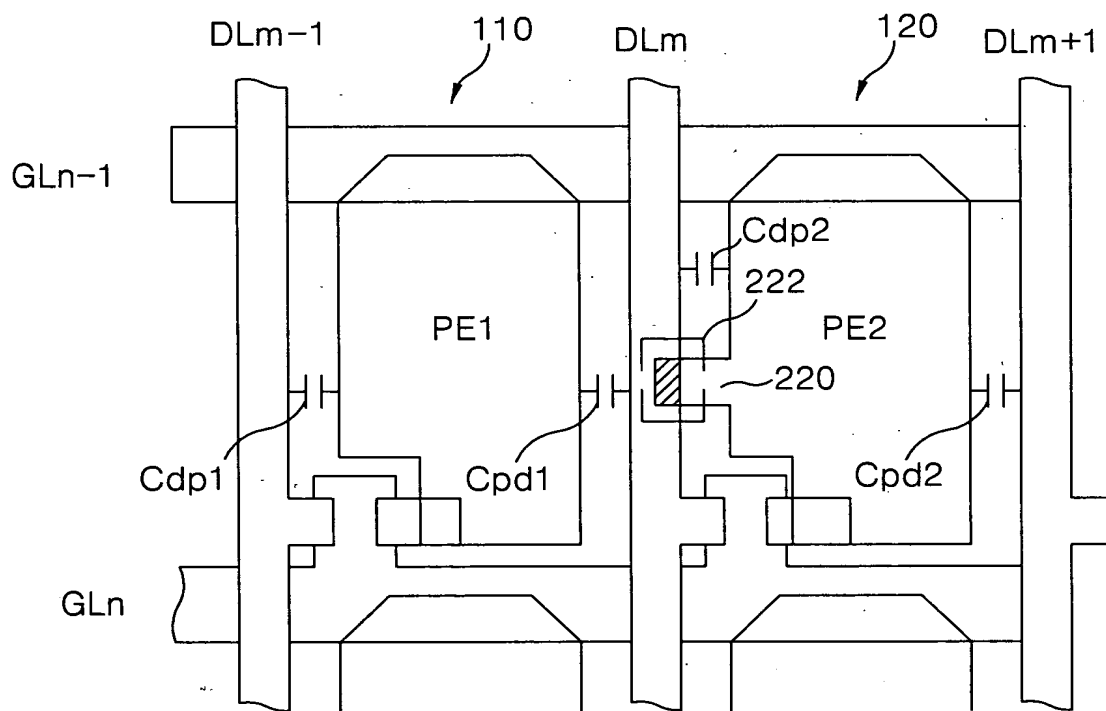 DLm-1
110
DLm
120
DLm+1
GLn-1
Cdp2
222
PE1
PE2
220
Cdp1
Cpd1
Cpd2
GLn